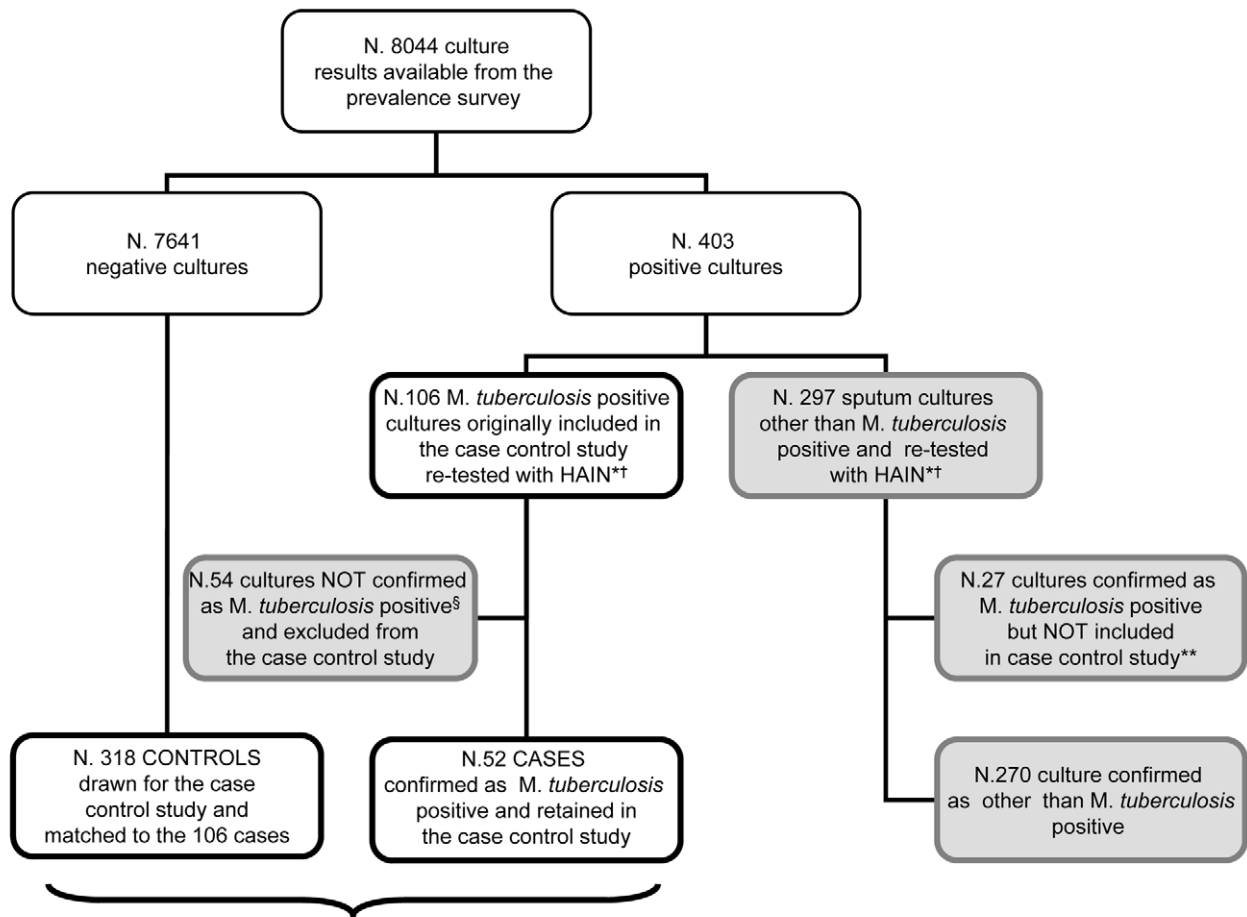 N. 8044 culture
results available from the
prevalence survey
N. 7641
negative cultures
N. 403
positive cultures
N.106 M. tuberculosis positive
cultures originally included in
the case control study
re-tested with HAIN*†
N. 297 sputum cultures
other than M. tuberculosis
positive and re-tested
with HAIN*†
N.54 cultures NOT confirmed
as M. tuberculosis positive§
and excluded from
the case control study
N.27 cultures confirmed as
M. tuberculosis positive
but NOT included
in case control study**
N. 318 CONTROLS
drawn for the case
control study and
matched to the 106 cases
N.52 CASES
confirmed as M. tuberculosis
positive and retained in
the case control study
N.270 culture confirmed
as other than M. tuberculosis
positive